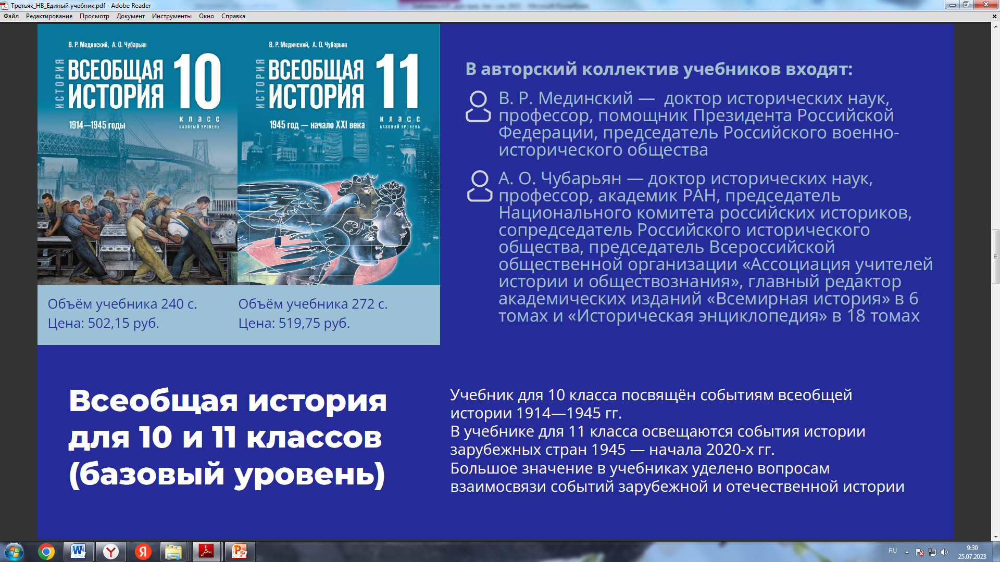 Третьяк_НВ_Единый учебник.pdf - Adobe Reader
Файл Редактирование Просмотр Документ Инструменты Окно Справка
В. Р. Мединский, А. О. Чубарьян
ИСТОРИЯ
ВСЕОБЩАЯ
ИСТОРИЯ
10
КЛАСС
БАЗОВЫЙ УРОВЕНЬ
1914—1945 годы
В. Р. Мединский, А. О. Чубарьян
ИСТОРИЯ
ВСЕОБЩАЯ
ИСТОРИЯ
11
КЛАСС
БАЗОВЫЙ УРОВЕНЬ
1945 год — начало XXI века
Объём учебника 240 с.
Цена: 502,15 руб.
Объём учебника 272 с.
Цена: 519,75 руб.
В авторский коллектив учебников входят:
В. Р. Мединский — доктор исторических наук,
профессор, помощник Президента Российской
Федерации, председатель Российского военно-
исторического общества
А. О. Чубарьян — доктор исторических наук,
профессор, академик РАН, председатель
Национального комитета российских историков,
сопредседатель Российского исторического
общества, председатель Всероссийской
общественной организации «Ассоциация учителей
истории и обществознания», главный редактор
академических изданий «Всемирная история» в 6
томах и «Историческая энциклопедия» в 18 томах
Всеобщая история
для 10 и 11 классов
(базовый уровень)
Учебник для 10 класса посвящён событиям всеобщей
истории 1914—1945 гг.
В учебнике для 11 класса освещаются события истории
зарубежных стран 1945 — начала 2020-х гг.
Большое значение в учебниках уделено вопросам
взаимосвязи событий зарубежной и отечественной истории
RU
9:30
25.07.2023